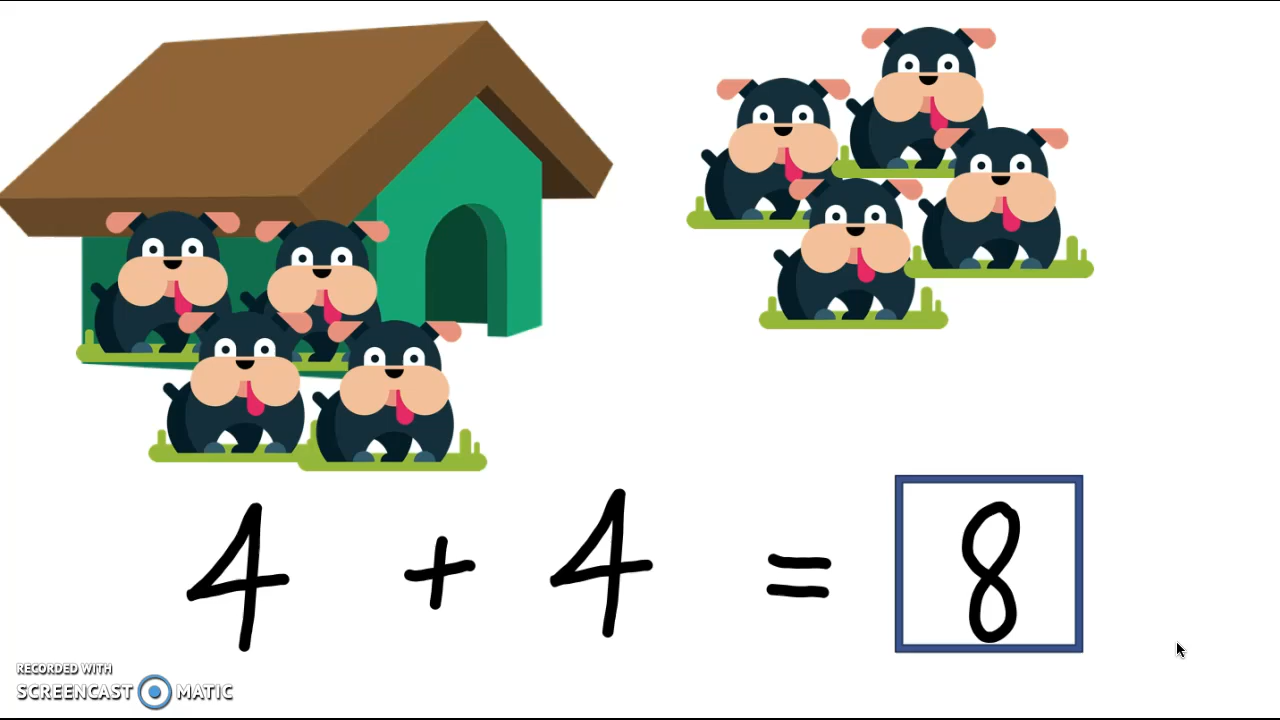 4 + 4 = 8
RECORDED WITH
SCREENCAST MATIC